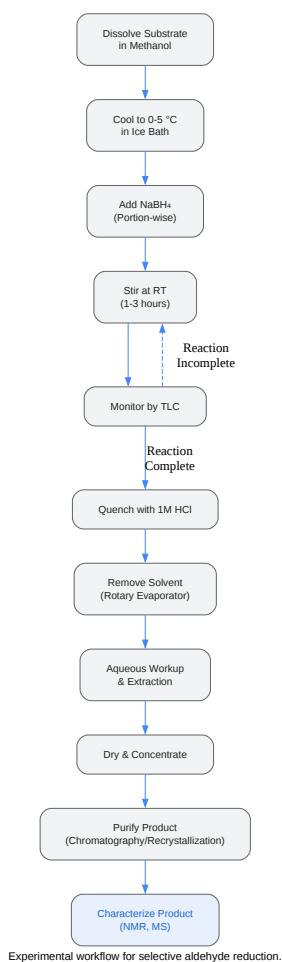 Dissolve Substrate
in Methanol
Cool to 0-5 °C
in Ice Bath
Add NaBH₄
(Portion-wise)
Stir at RT
(1-3 hours)
Reaction
Incomplete
Monitor by TLC
Reaction
Complete
Quench with 1M HCl
Remove Solvent
(Rotary Evaporator)
Aqueous Workup
& Extraction
Dry & Concentrate
Purify Product
(Chromatography/Recrystallization)
Characterize Product
(NMR, MS)
Experimental workflow for selective aldehyde reduction.